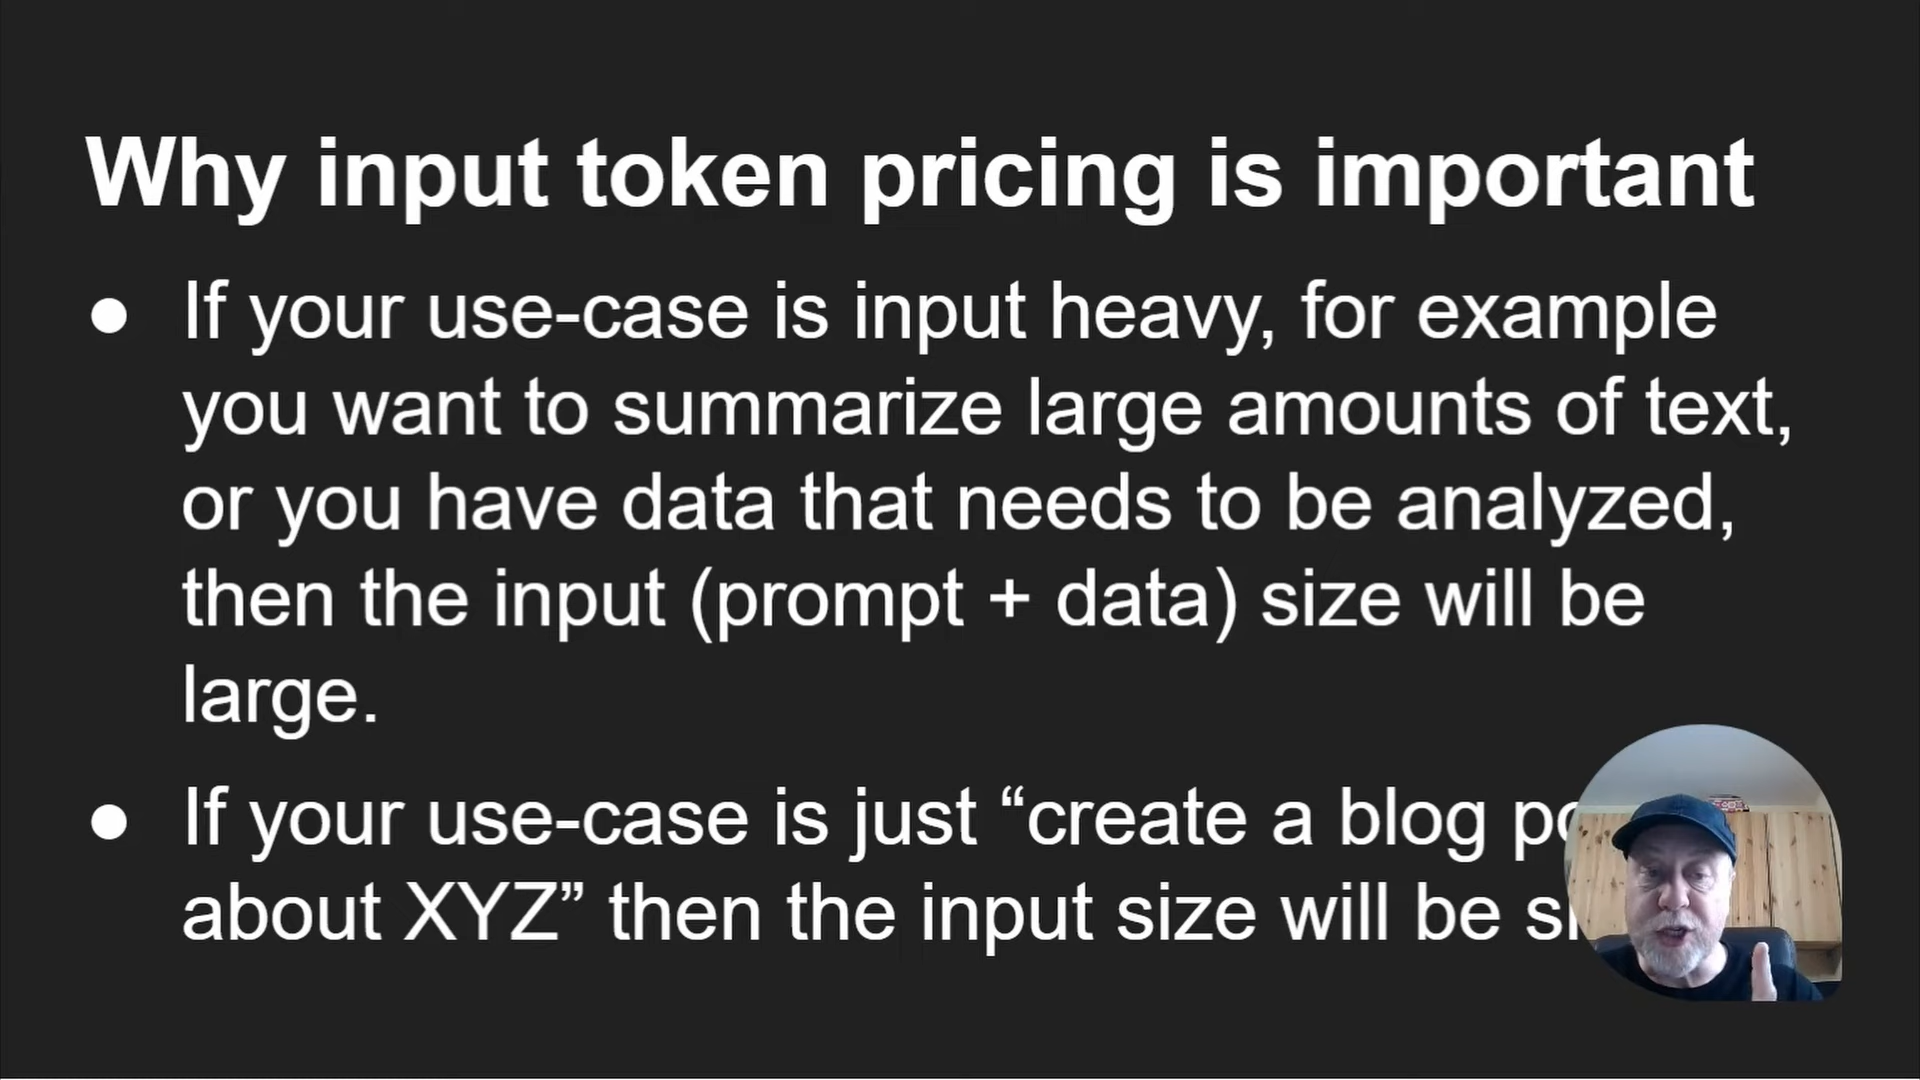 Why input token pricing is important
● If your use-case is input heavy, for example
you want to summarize large amounts of text,
or you have data that needs to be analyzed,
then the input (prompt + data) size will be
large.
● If your use-case is just “create a blog
about XYZ” then the input size will be